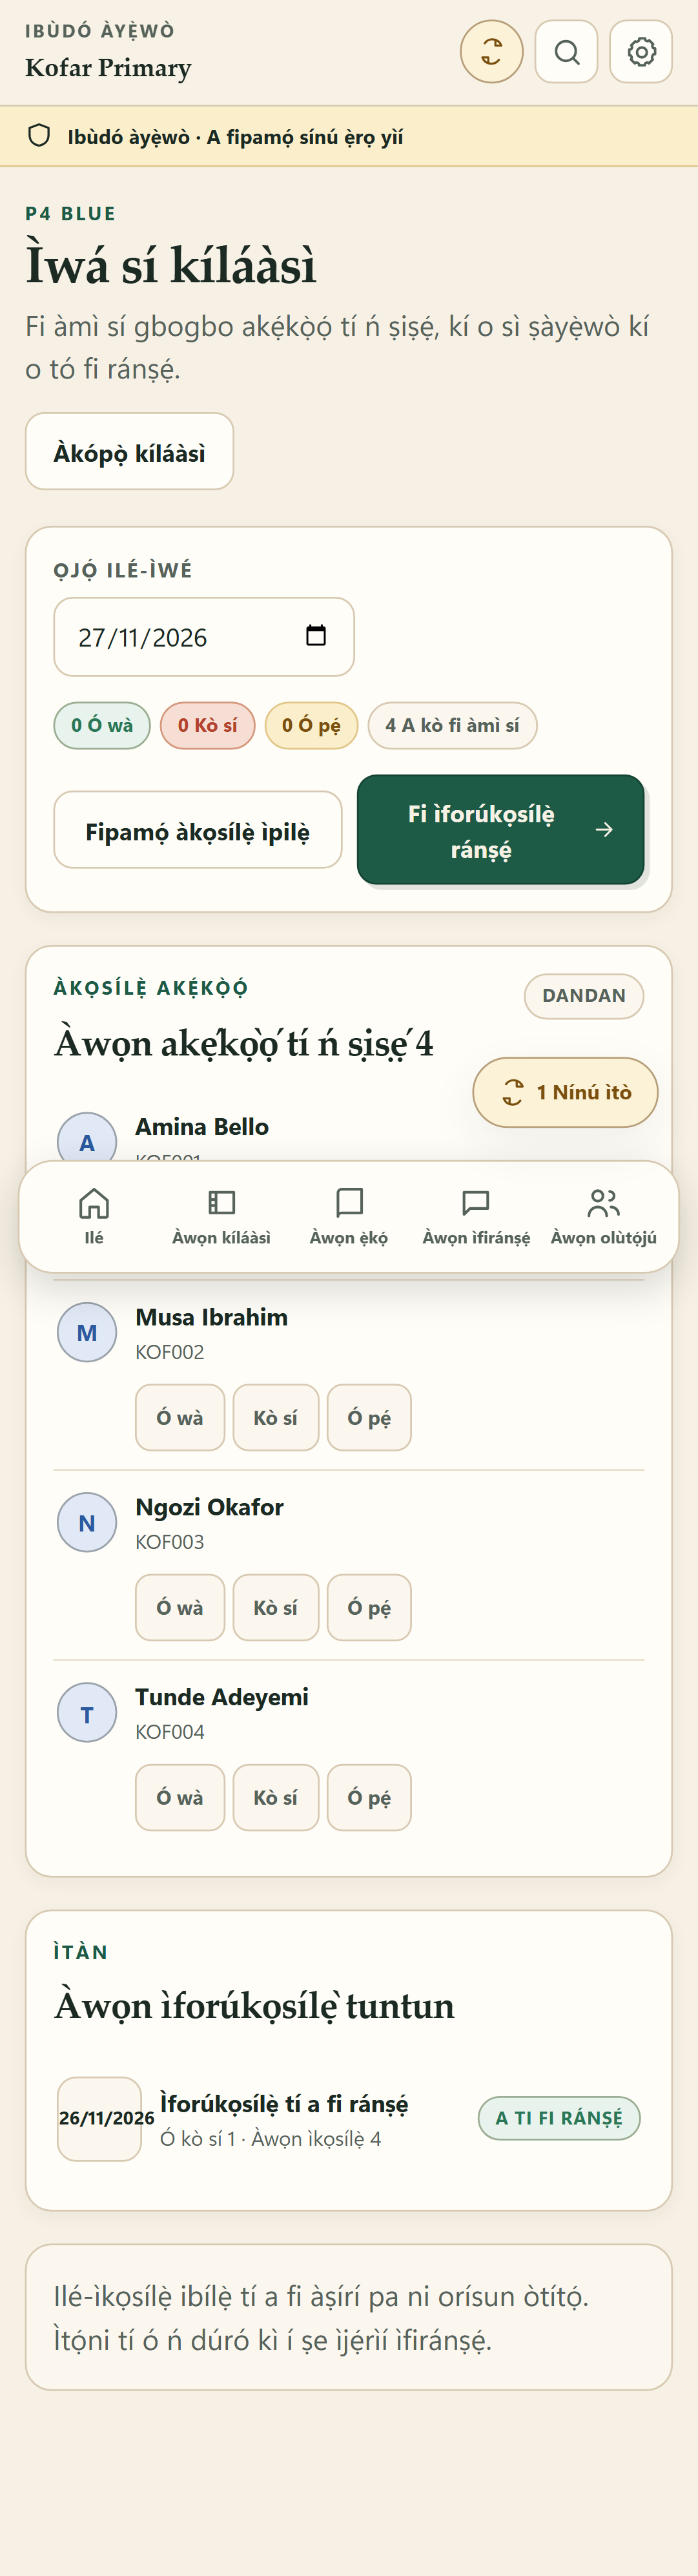 IBÙDÓ ÀYẸ̀WÒ
Kofar Primary
Ibùdó àyẹ̀wò · A fipamọ́ sínú ẹ̀rọ yìí
P4 BLUE
Ìwá sí kíláàsì
Fi àmì sí gbogbo akẹ́kọ̀ọ́ tí ń ṣiṣẹ́, kí o sì ṣàyẹ̀wò kí
o tó fi ránṣẹ́.
Àkópọ̀ kíláàsì
ỌJỌ́ ILÉ-ÌWÉ
27/11/2026
0 Ó wà
0 Kò sí
0 Ó pẹ́
4 A kò fi àmì sí
Fipamọ́ àkọsílẹ̀ ìpilẹ̀
Fi ìforúkọsílẹ̀
ránṣẹ́
ÀKỌSÍLẸ̀ AKẸ́KỌ̀Ọ́
DANDAN
Àwọn akẹ́kọ̀ọ́ tí ń ṣiṣẹ́ 4
1 Nínú ìtò
A
Amina Bello
Ilé
Àwọn kíláàsì
Àwọn ẹ̀kọ́
Àwọn ìfiránṣẹ́
Àwọn olùtọ́jú
M
Musa Ibrahim
KOF002
Ó wà
Kò sí
Ó pẹ́
N
Ngozi Okafor
KOF003
Ó wà
Kò sí
Ó pẹ́
T
Tunde Adeyemi
KOF004
Ó wà
Kò sí
Ó pẹ́
ÌTÀN
Àwọn ìforúkọsílẹ̀ tuntun
26/11/2026
Ìforúkọsílẹ̀ tí a fi ránṣẹ́
Ó kò sí 1 · Àwọn ìkọsílẹ̀ 4
A TI FI RÁNṢẸ́
Ilé-ìkọsílẹ̀ ibílẹ̀ tí a fi àṣírí pa ni orísun òtítọ́.
Ìtọ́ni tí ó ń dúró kì í ṣe ìjẹ́rìí ìfiránṣẹ́.